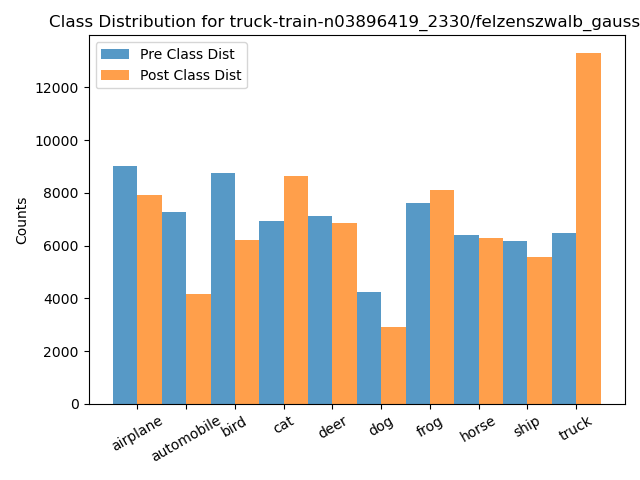 Class Distribution for truck-train-n03896419_2330/felzenszwalb_gauss
Pre Class Dist
Post Class Dist
Counts
12000
10000
8000
6000
4000
2000
0
airplane
automobile
bird
cat
deer
dog
frog
horse
ship
truck